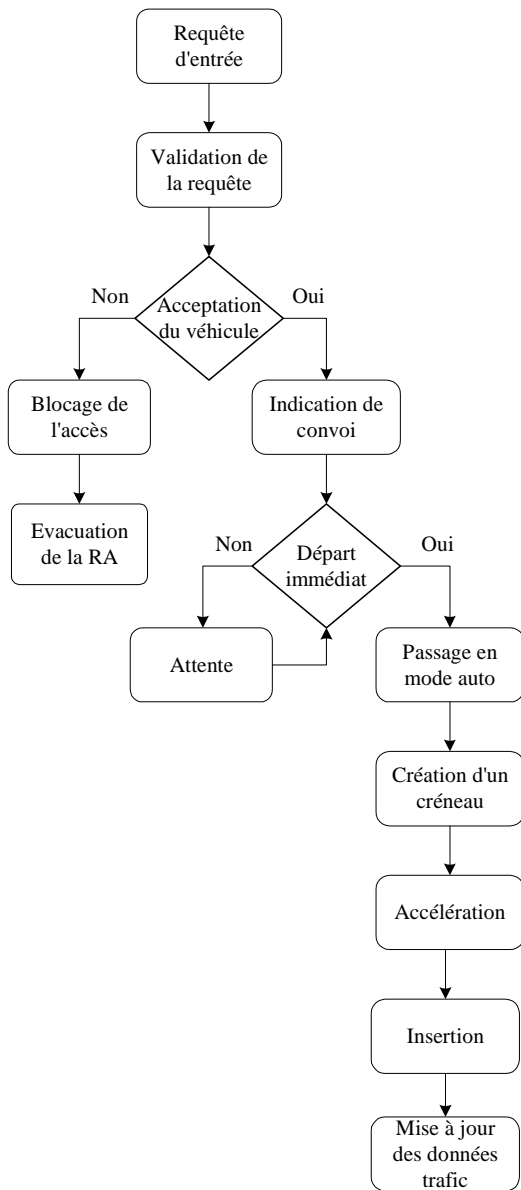 Requête
d'entrée
Validation de
la requête
Acceptation
du véhicule
Non
Oui
Blocage de
l'accès
Evacuation
de la RA
Indication de
convoi
Départ
immédiat
Non
Oui
Attente
Passage en
mode auto
Création d'un
créneau
Accélération
Insertion
Mise à jour
des données
trafic